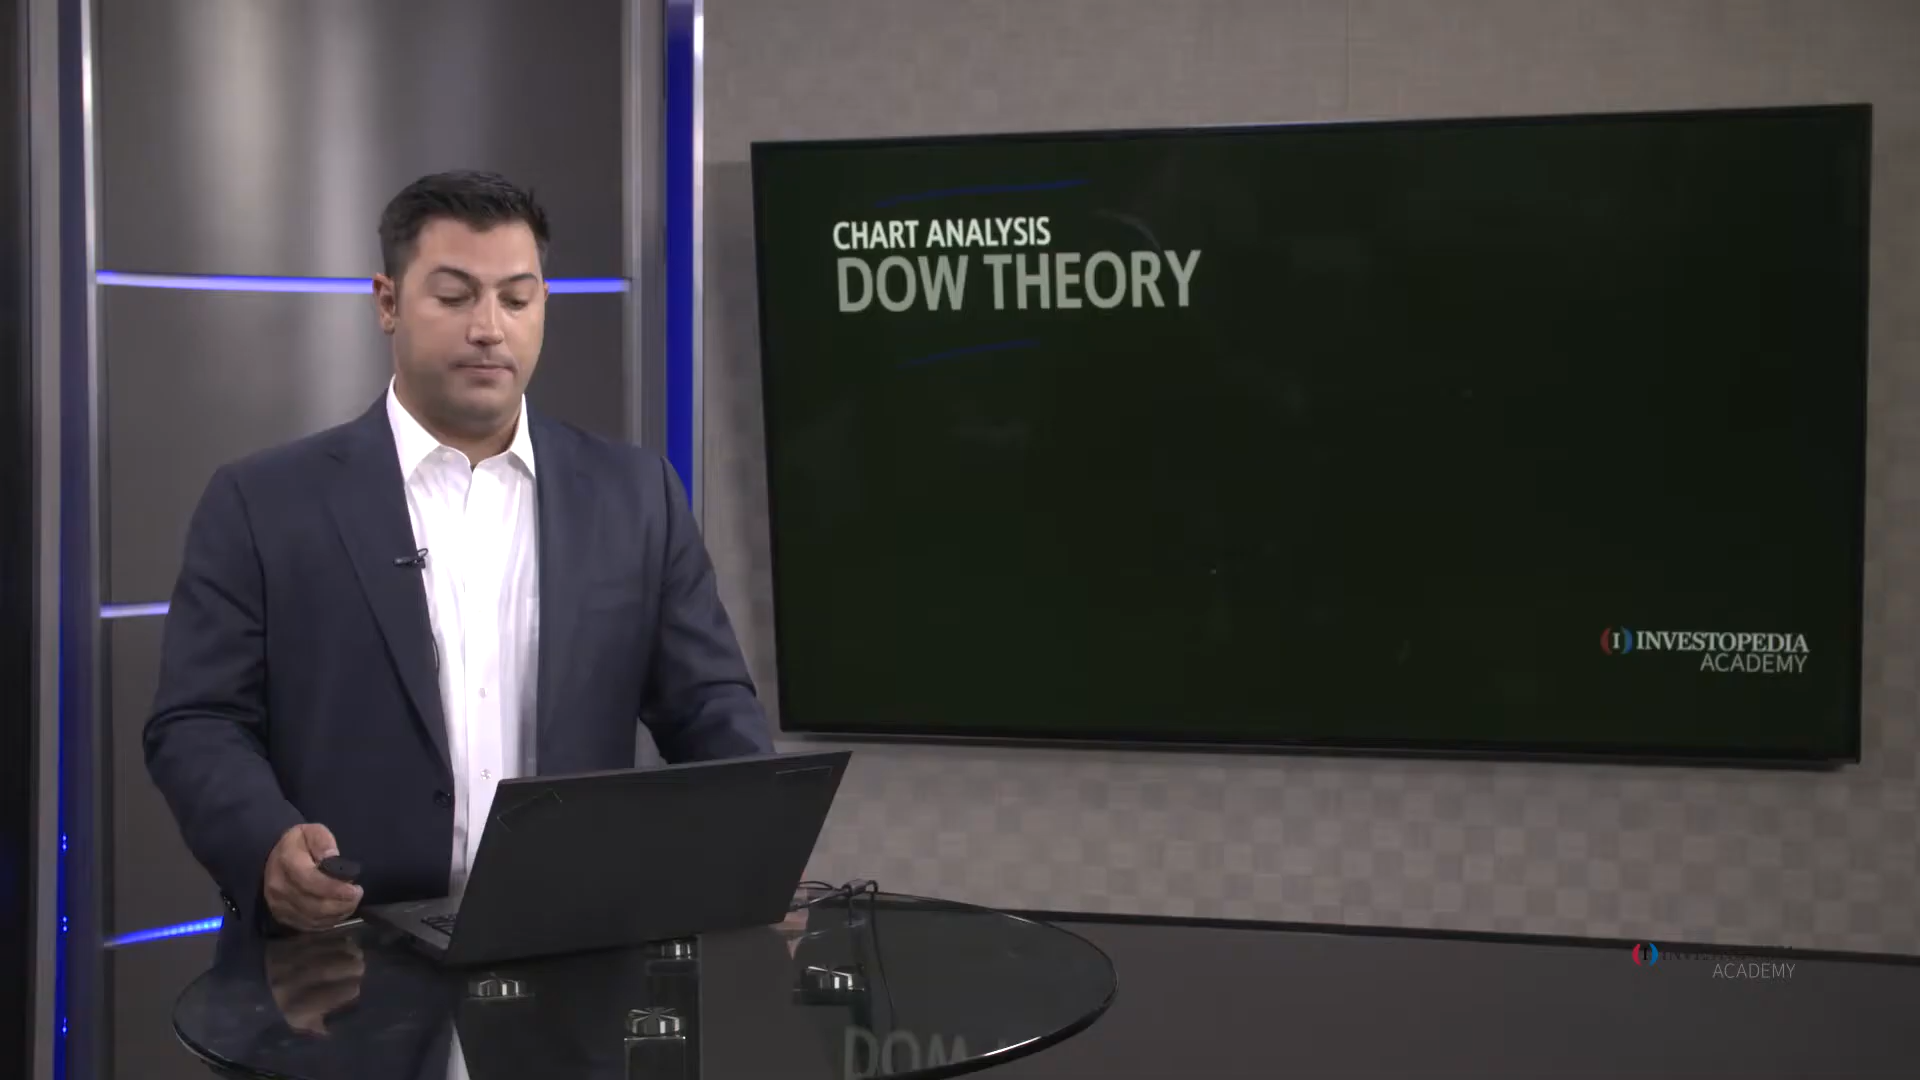 CHART ANALYSIS
DOW THEORY
(I) INVESTOPEDIA
ACADEMY
ACADEMY